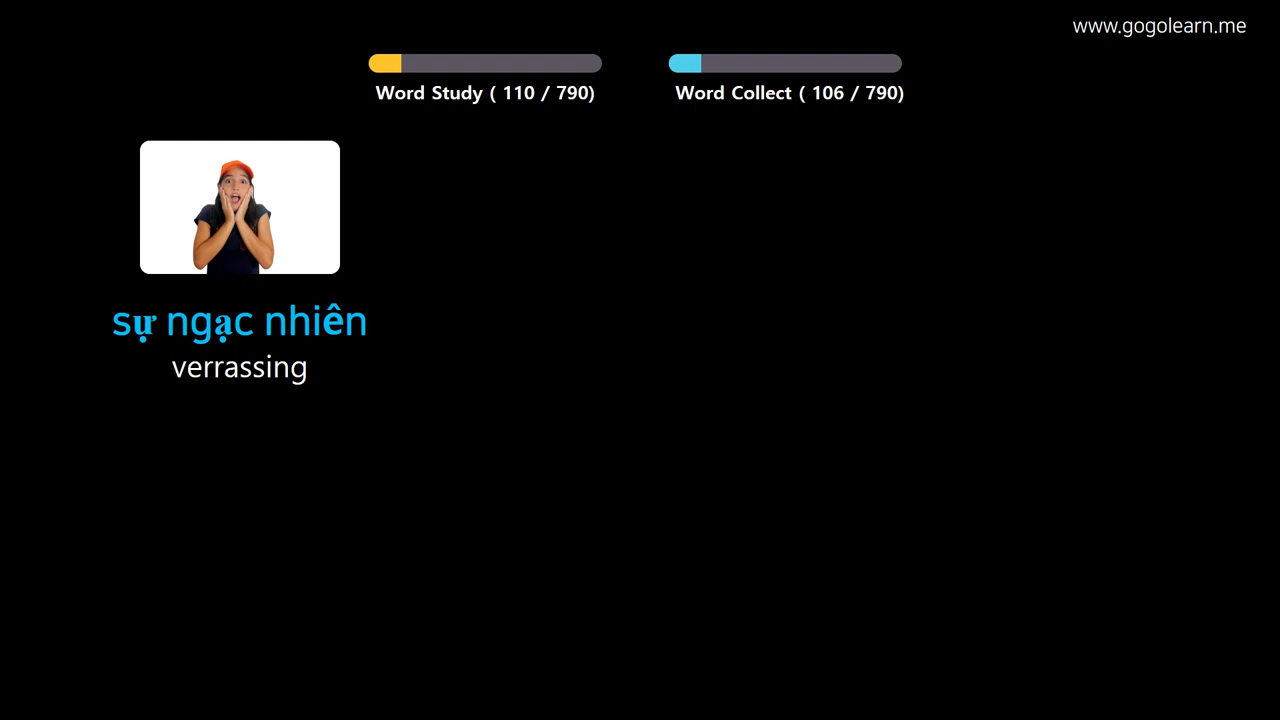 www.gogolearn.me
Word Study ( 110 / 790)
Word Collect ( 106 / 790)
sự ngạc nhiên
verrassing